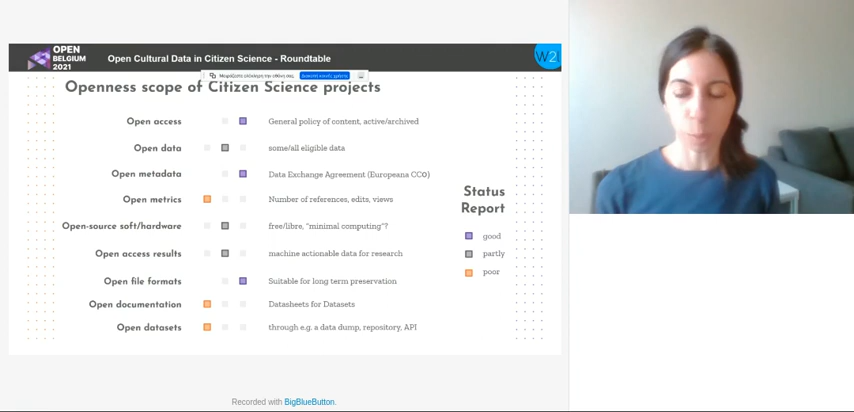 OPEN
BELGIUM
2021
Open Cultural Data in Citizen Science - Roundtable
W2
Διακοπή κοινής χρήσης
Openness scope of Citizen Science projects
Open access General policy of content, active/archived
Open data some/all eligible data
Open metadata Data Exchange Agreement (Europeana CC0)
Open metrics Number of references, edits, views
Open-source soft/hardware free/libre, "minimal computing"?
Open access results machine actionable data for research
Open file formats Suitable for long term preservation
Open documentation Datasheets for Datasets
Open datasets through e.g. a data dump, repository, API
Status
Report
good
partly
poor
Recorded with BigBlueButton.